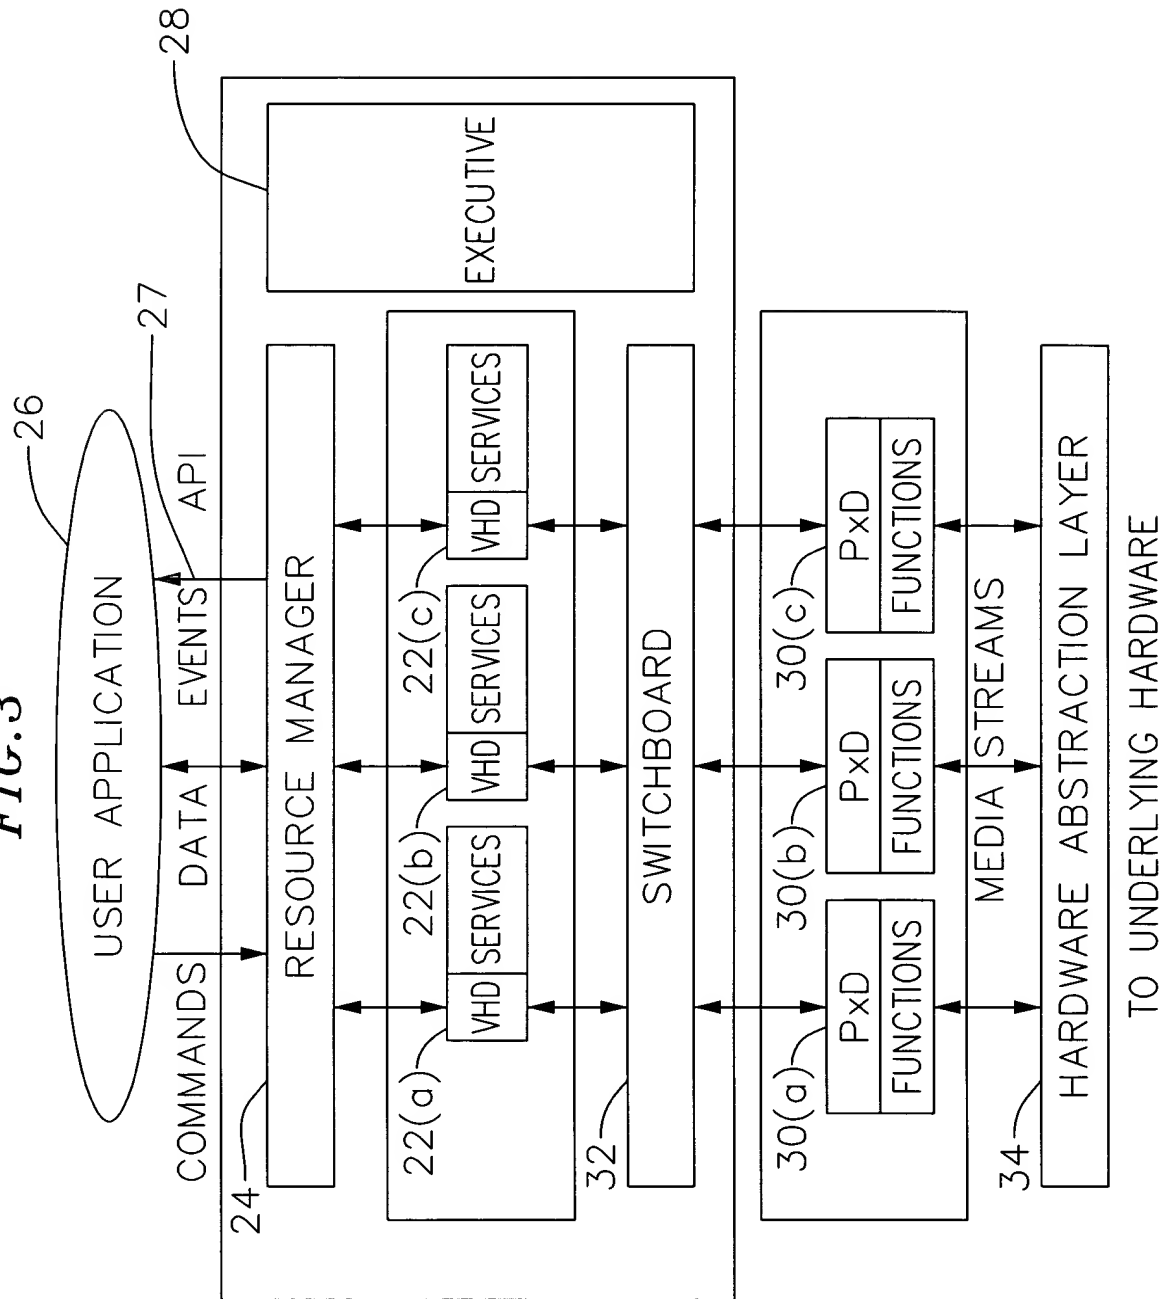 FIG.3
26
USER APPLICATION
COMMANDS
DATA
EVENTS
API
27
28
24
RESOURCE MANAGER
EXECUTIVE
22(a)
VHD SERVICES
22(b)
VHD SERVICES
22(c)
VHD SERVICES
32
SWITCHBOARD
30(a)
PxD
FUNCTIONS
30(b)
PxD
FUNCTIONS
30(c)
PxD
FUNCTIONS
MEDIA STREAMS
34
HARDWARE ABSTRACTION LAYER
TO UNDERLYING HARDWARE